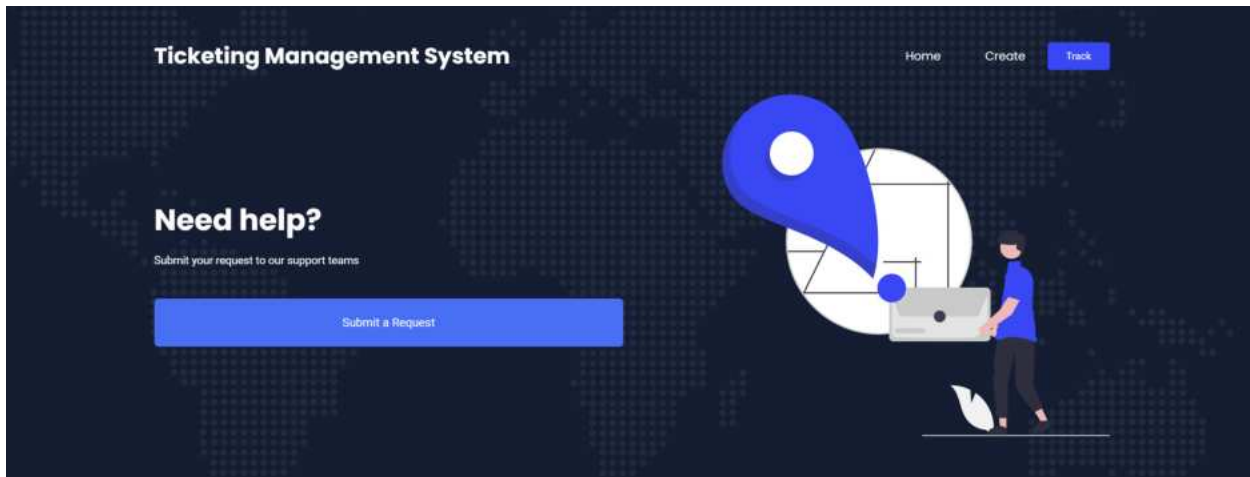 Ticketing Management System
Home Create Track
Need help?
Submit your request to our support teams
Submit a Request